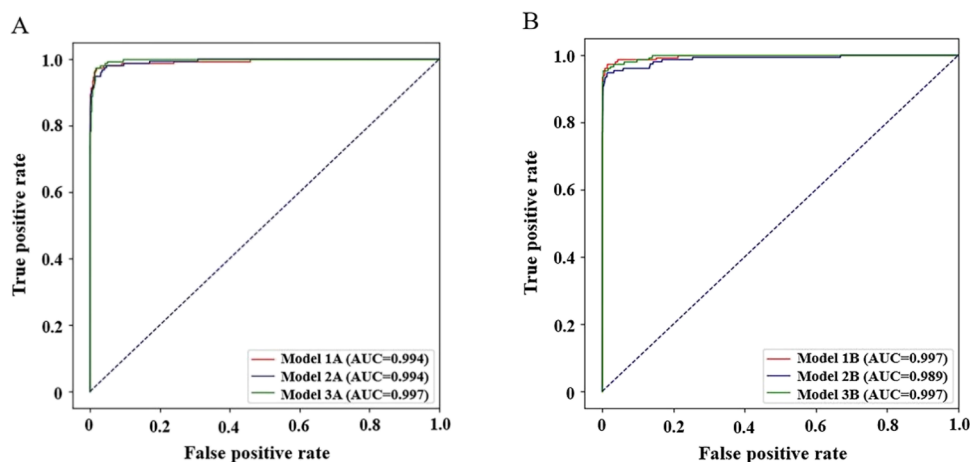 A
1.0
0.8
0.6
0.4
0.2
0
True positive rate
0
0.2
0.4
0.6
0.8
1.0
False positive rate
Model 1A (AUC=0.994)
Model 2A (AUC=0.994)
Model 3A (AUC=0.997)
B
1.0
0.8
0.6
0.4
0.2
0
True positive rate
0
0.2
0.4
0.6
0.8
1.0
False positive rate
Model 1B (AUC=0.997)
Model 2B (AUC=0.989)
Model 3B (AUC=0.997)